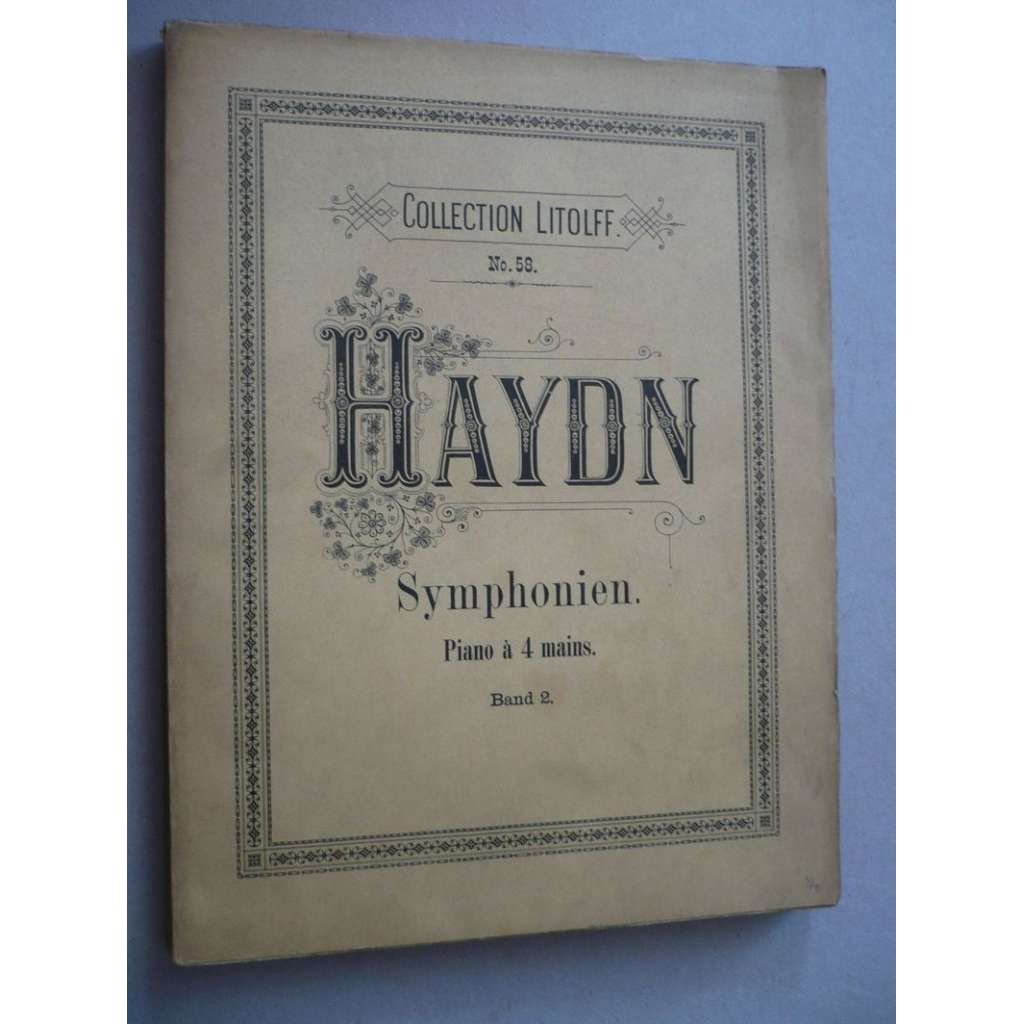 COLLECTION LITOLFF.
No. 58.
HAYDN
Symphonien.
Piano à 4 mains.
Band 2.